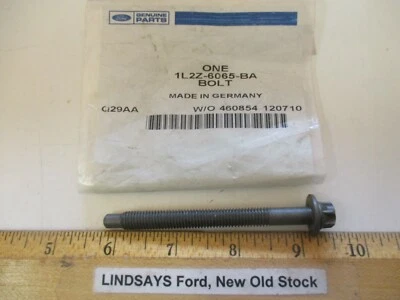 Ford
GENUINE
PARTS
ONE
1L2Z-6065-BA
BOLT
MADE IN GERMANY
G29AA W/O 460854 120710
5 6 7 8 9 10
LINDSAYS Ford, New Old Stock